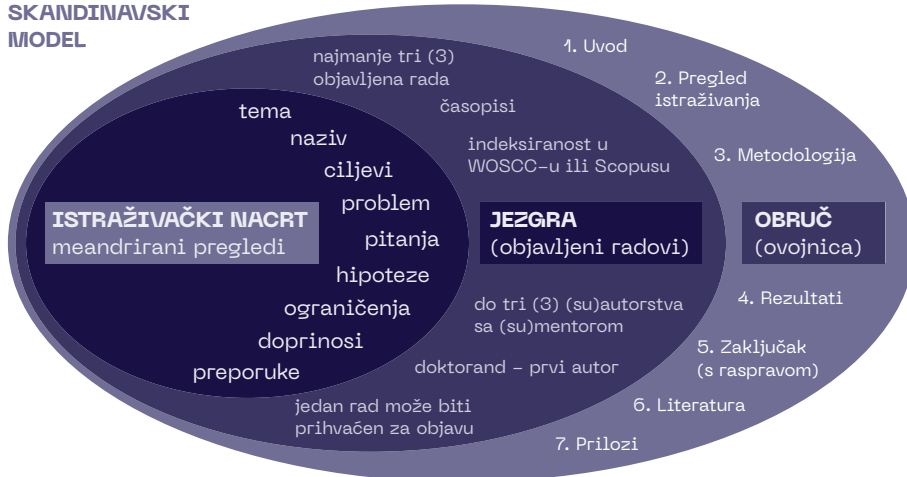 SKANDINAVSKI
MODEL
ISTRAŽIVAČKI NACRT
meandrirani pregledi
tema
naziv
ciljevi
problem
pitanja
hipoteze
ograničenja
doprinosi
preporuke
najmanje tri (3)
objavljena rada
časopisi
indeksiranost u
WOSCC-u ili Scopusu
JEZGRA
(objavljeni radovi)
do tri (3) (su)autorstva
sa (su)mentorom
doktorand – prvi autor
jedan rad može biti
prihvaćen za objavu
1. Uvod
2. Pregled
istraživanja
3. Metodologija
OBRUČ
(ovojnica)
4. Rezultati
5. Zaključak
(s raspravom)
6. Literatura
7. Prilozi